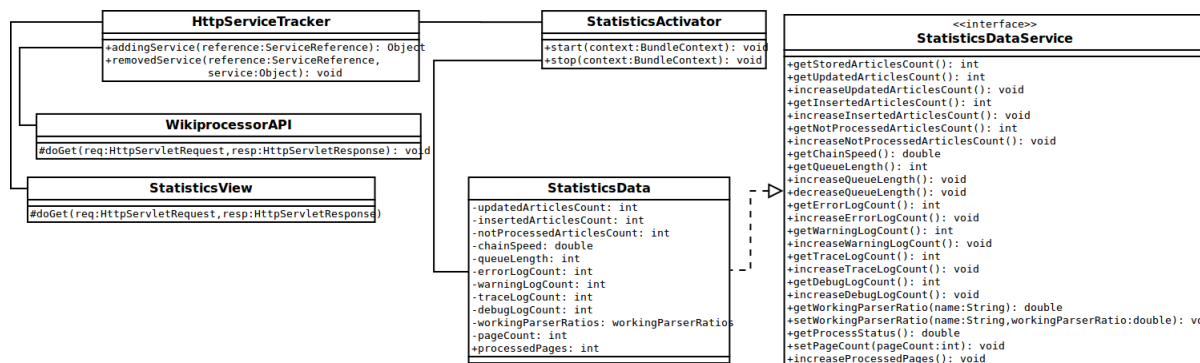 HttpServiceTracker
+addingService(reference:ServiceReference): Object
+removedService(reference:ServiceReference,
service:Object): void
StatisticsActivator
+start(context:BundleContext): void
+stop(context:BundleContext): void
WikiprocessorAPI
#doGet(req:HttpServletRequest,resp:HttpServletResponse): void
StatisticsView
#doGet(req:HttpServletRequest,resp:HttpServletResponse)
StatisticsData
-updatedArticlesCount: int
-insertedArticlesCount: int
-notProcessedArticlesCount: int
-chainSpeed: double
-queueLength: int
-errorLogCount: int
-warningLogCount: int
-traceLogCount: int
-debugLogCount: int
-workingParserRatios: workingParserRatios
-pageCount: int
+processedPages: int
<<interface>>
StatisticsDataService
+getStoredArticlesCount(): int
+getUpdatedArticlesCount(): int
+increaseUpdatedArticlesCount(): void
+getInsertedArticlesCount(): int
+increaseInsertedArticlesCount(): void
+getNotProcessedArticlesCount(): int
+increaseNotProcessedArticlesCount(): void
+getChainSpeed(): double
+getQueueLength(): int
+increaseQueueLength(): void
+decreaseQueueLength(): void
+getErrorLogCount(): int
+increaseErrorLogCount(): void
+getWarningLogCount(): int
+increaseWarningLogCount(): void
+getTraceLogCount(): int
+increaseTraceLogCount(): void
+getDebugLogCount(): int
+increaseDebugLogCount(): void
+getWorkingParserRatio(name:String): double
+setWorkingParserRatio(name:String,workingParserRatio:double): vo
+getProcessStatus(): double
+setPageCount(pageCount:int): void
+increaseProcessedPages(): void